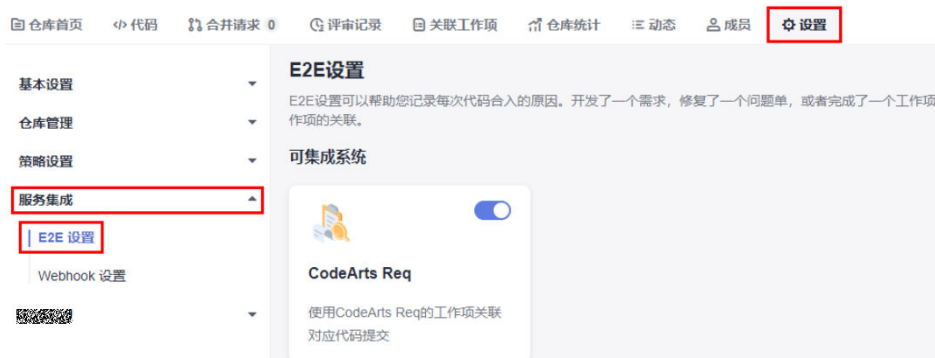 仓库首页 代码 合并请求 0 评审记录 关联工作项 仓库统计 动态 成员 设置
基本设置
仓库管理
策略设置
服务集成
E2E 设置
Webhook 设置
E2E设置
E2E设置可以帮助您记录每次代码合入的原因。开发了一个需求，修复了一个问题单，或者完成了一个工作项
作项的关联。
可集成系统
CodeArts Req
使用CodeArts Req的工作项关联
对应代码提交